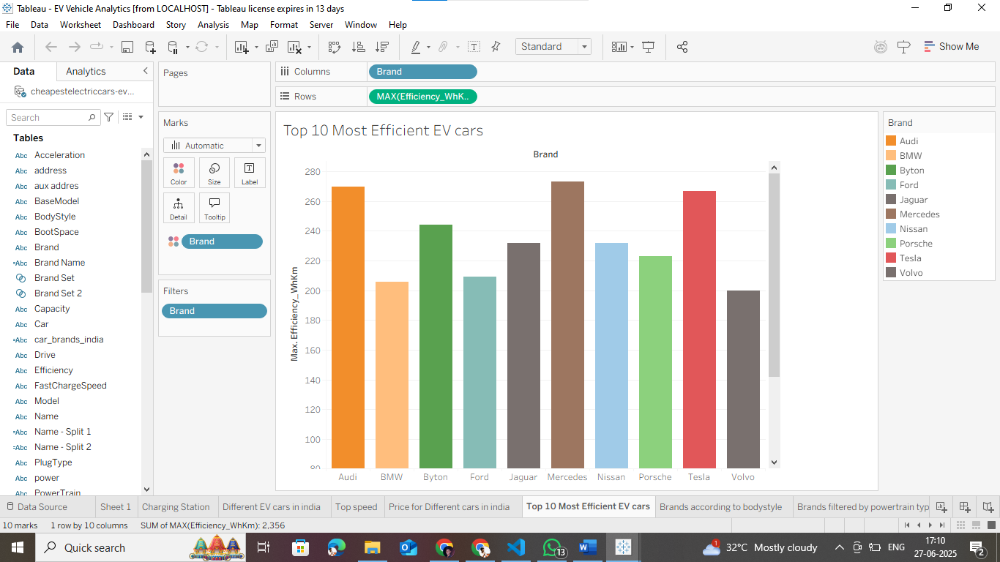 Tableau - EV Vehicle Analytics [from LOCALHOST] - Tableau license expires in 13 days
File Data Worksheet Dashboard Story Analysis Map Format Server Window Help
Standard
Show Me
Data Analytics
cheapestelectriccars-ev...
Search
Tables
Abc Acceleration
Abc address
Abc aux addres
Abc BaseModel
Abc BodyStyle
Abc BootSpace
Abc Brand
=Abc Brand Name
Brand Set
Brand Set 2
Abc Capacity
Abc Car
=Abc car_brands_india
Abc Drive
Abc Efficiency
Abc FastChargeSpeed
Abc Model
Abc Name
=Abc Name - Split 1
=Abc Name - Split 2
Abc PlugType
Abc power
Abc PowerTrain
Pages
Marks
Automatic
Color Size Label
Detail Tooltip
Brand
Filters
Brand
Columns Brand
Rows MAX(Efficiency_WhK..
Top 10 Most Efficient EV cars
Brand
Max. Efficiency_WhKm
280
260
240
220
200
180
160
140
120
100
80
Audi BMW Byton Ford Jaguar Mercedes Nissan Porsche Tesla Volvo
Brand
Audi
BMW
Byton
Ford
Jaguar
Mercedes
Nissan
Porsche
Tesla
Volvo
Data Source Sheet 1 Charging Station Different EV cars in india Top speed Price for Different cars in india Top 10 Most Efficient EV cars Brands according to bodystyle Brands filtered by powertrain typ
10 marks 1 row by 10 columns SUM of MAX(Efficiency_WhKm): 2,356
Quick search
13
1
32°C Mostly cloudy
ENG
17:10
27-06-2025
2